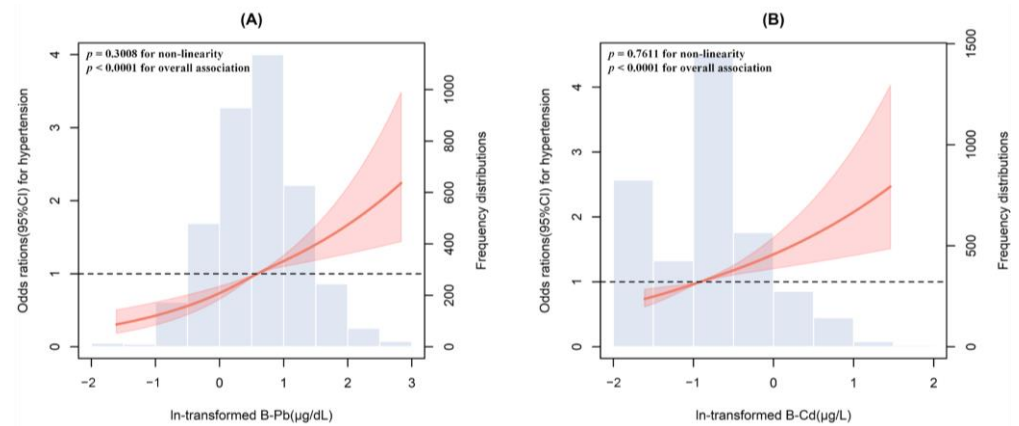 (A)
p = 0.3008 for non-linearity
p < 0.0001 for overall association
Odds rations(95%CI) for hypertension
4
3
2
1
0
1000
800
600
400
200
0
Frequency distributions
−2 −1 0 1 2 3
ln-transformed B-Pb(μg/dL)
(B)
p = 0.7611 for non-linearity
p < 0.0001 for overall association
Odds rations(95%CI) for hypertension
4
3
2
1
0
1500
1000
500
0
Frequency distributions
−2 −1 0 1 2
ln-transformed B-Cd(μg/L)